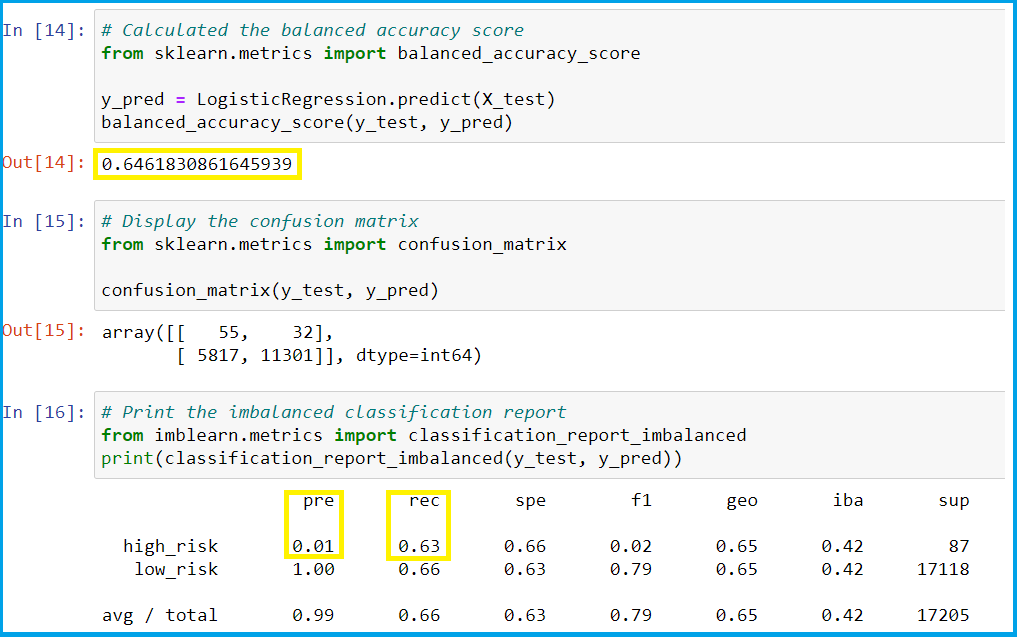 In [14]: # Calculated the balanced accuracy score
from sklearn.metrics import balanced_accuracy_score
y_pred = LogisticRegression.predict(X_test)
balanced_accuracy_score(y_test, y_pred)
Out[14]: 0.6461830861645939
In [15]: # Display the confusion matrix
from sklearn.metrics import confusion_matrix
confusion_matrix(y_test, y_pred)
Out[15]: array([[   55,    32],
       [ 5817, 11301]], dtype=int64)
In [16]: # Print the imbalanced classification report
from imblearn.metrics import classification_report_imbalanced
print(classification_report_imbalanced(y_test, y_pred))
pre rec spe f1 geo iba sup
high_risk 0.01 0.63 0.66 0.02 0.65 0.42 87
low_risk 1.00 0.66 0.63 0.79 0.65 0.42 17118
avg / total 0.99 0.66 0.63 0.79 0.65 0.42 17205